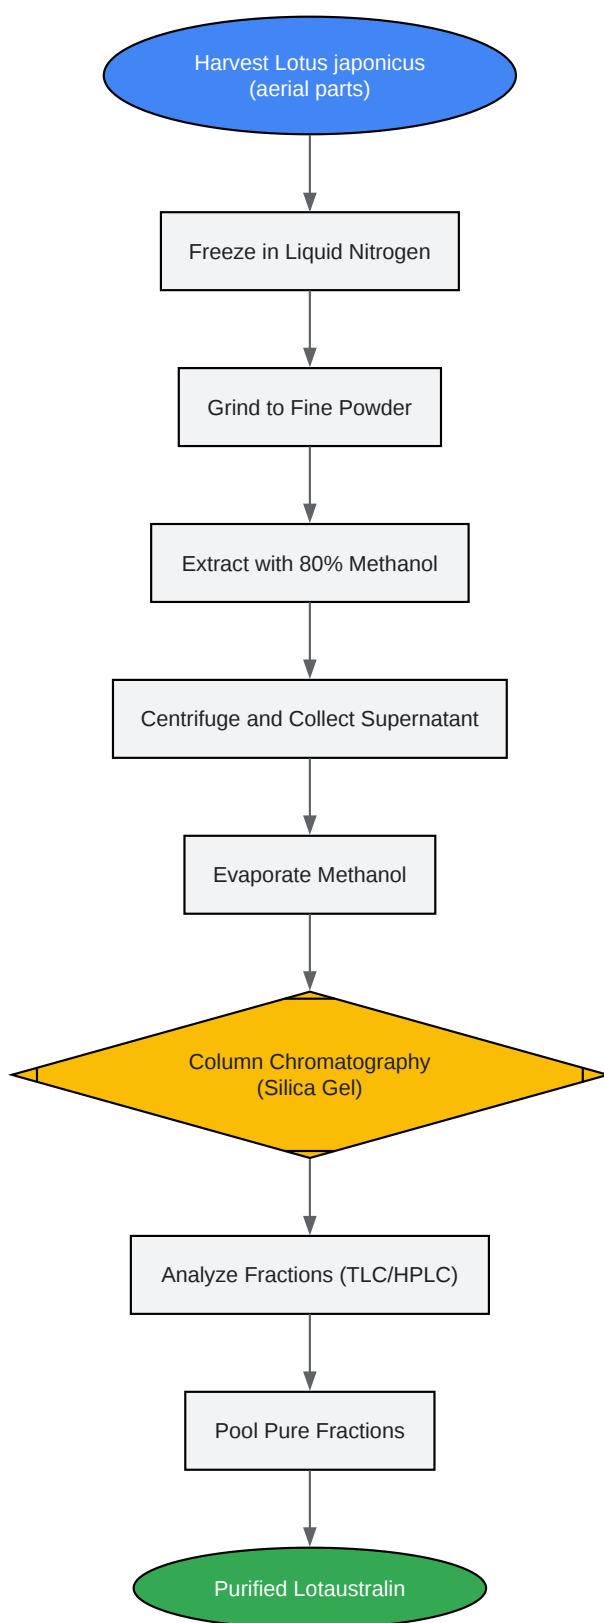 Harvest Lotus japonicus
(aerial parts)
Freeze in Liquid Nitrogen
Grind to Fine Powder
Extract with 80% Methanol
Centrifuge and Collect Supernatant
Evaporate Methanol
Column Chromatography
(Silica Gel)
Analyze Fractions (TLC/HPLC)
Pool Pure Fractions
Purified Lotaustralin